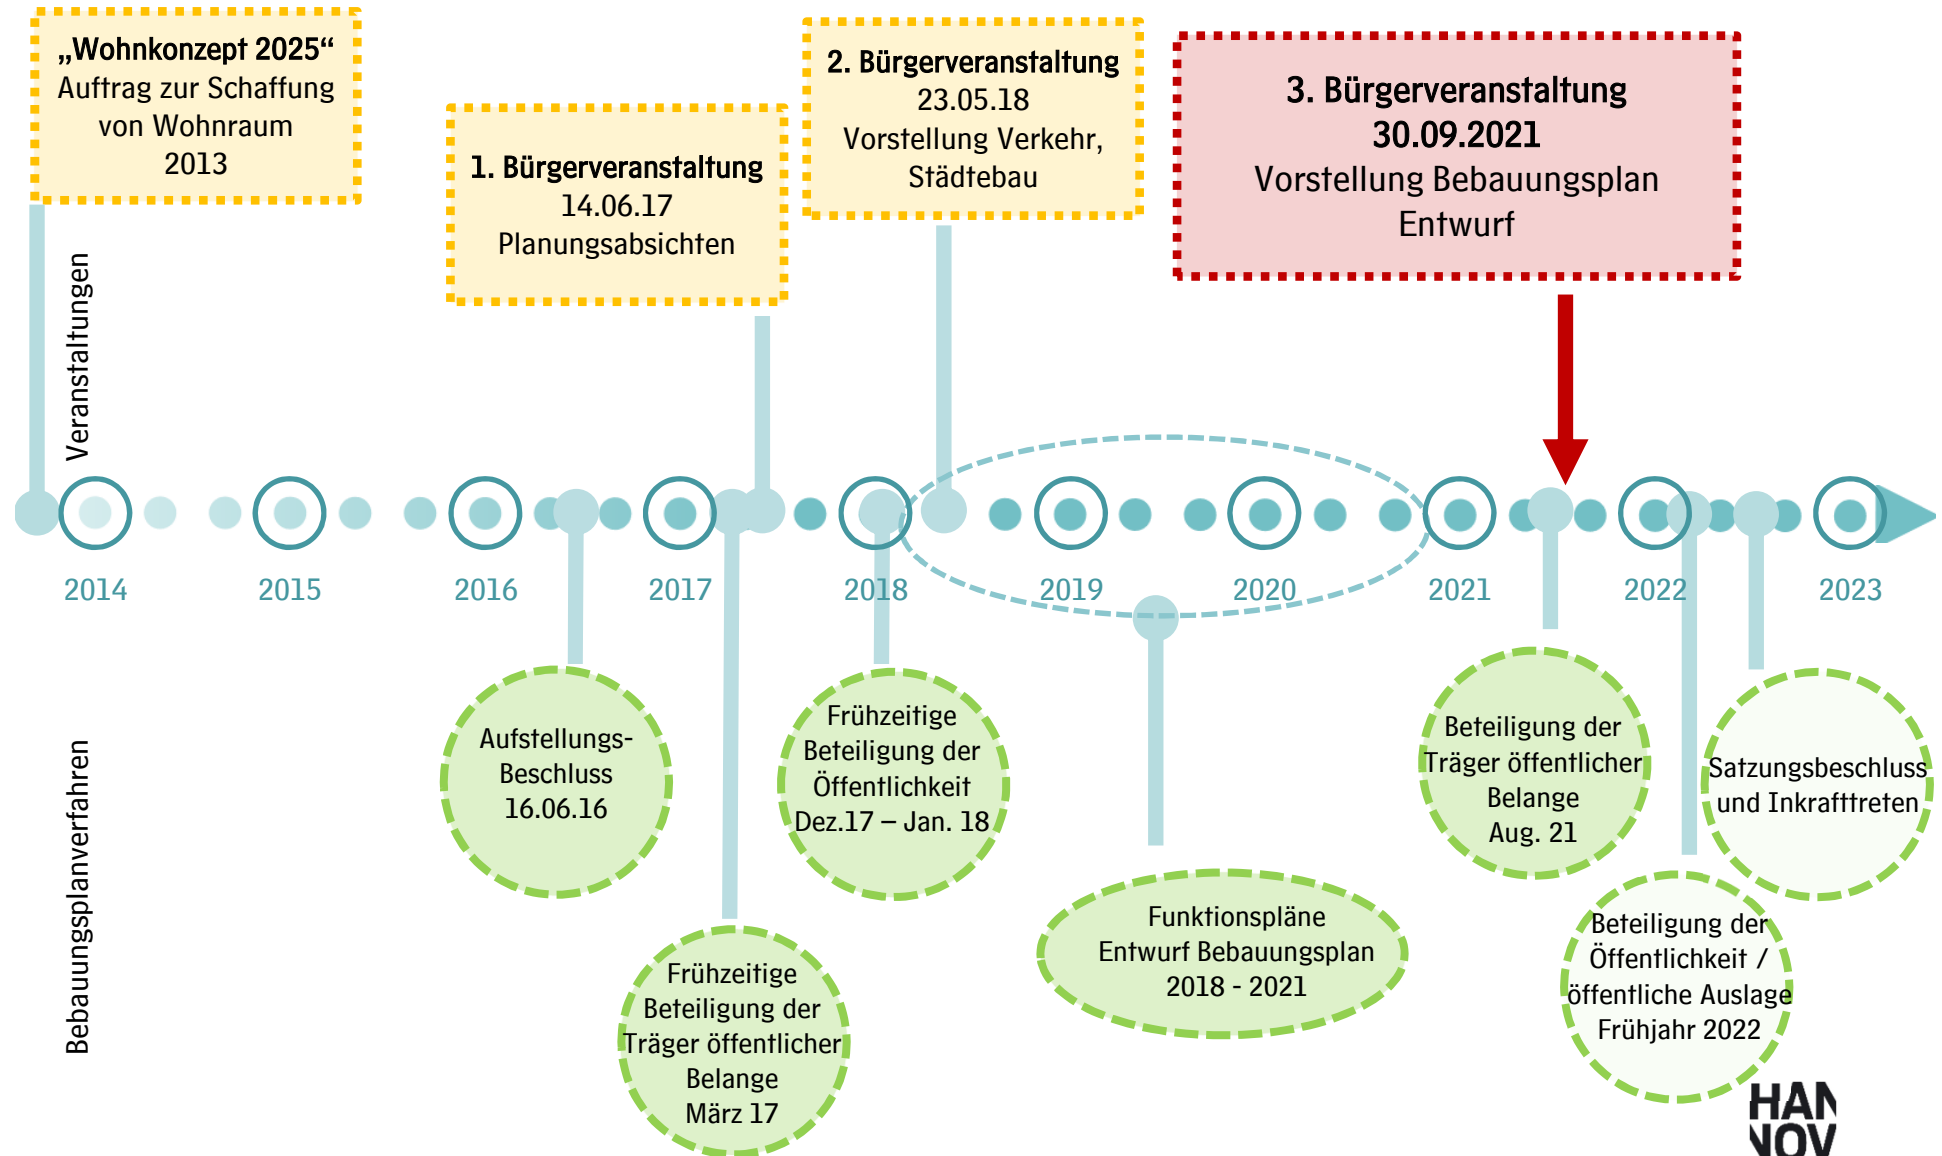 „Wohnkonzept 2025“
Auftrag zur Schaffung
von Wohnraum
2013
1. Bürgerveranstaltung
14.06.17
Planungsabsichten
2. Bürgerveranstaltung
23.05.18
Vorstellung Verkehr,
Städtebau
3. Bürgerveranstaltung
30.09.2021
Vorstellung Bebauungsplan
Entwurf
Veranstaltungen
2014
2015
2016
2017
2018
2019
2020
2021
2022
2023
Bebauungsplanverfahren
Aufstellungs-
Beschluss
16.06.16
Frühzeitige
Beteiligung der
Träger öffentlicher
Belange
März 17
Frühzeitige
Beteiligung der
Öffentlichkeit
Dez.17 – Jan. 18
Funktionspläne
Entwurf Bebauungsplan
2018 - 2021
Beteiligung der
Träger öffentlicher
Belange
Aug. 21
Beteiligung der
Öffentlichkeit /
öffentliche Auslage
Frühjahr 2022
Satzungsbeschluss
und Inkrafttreten
HAN
NOV